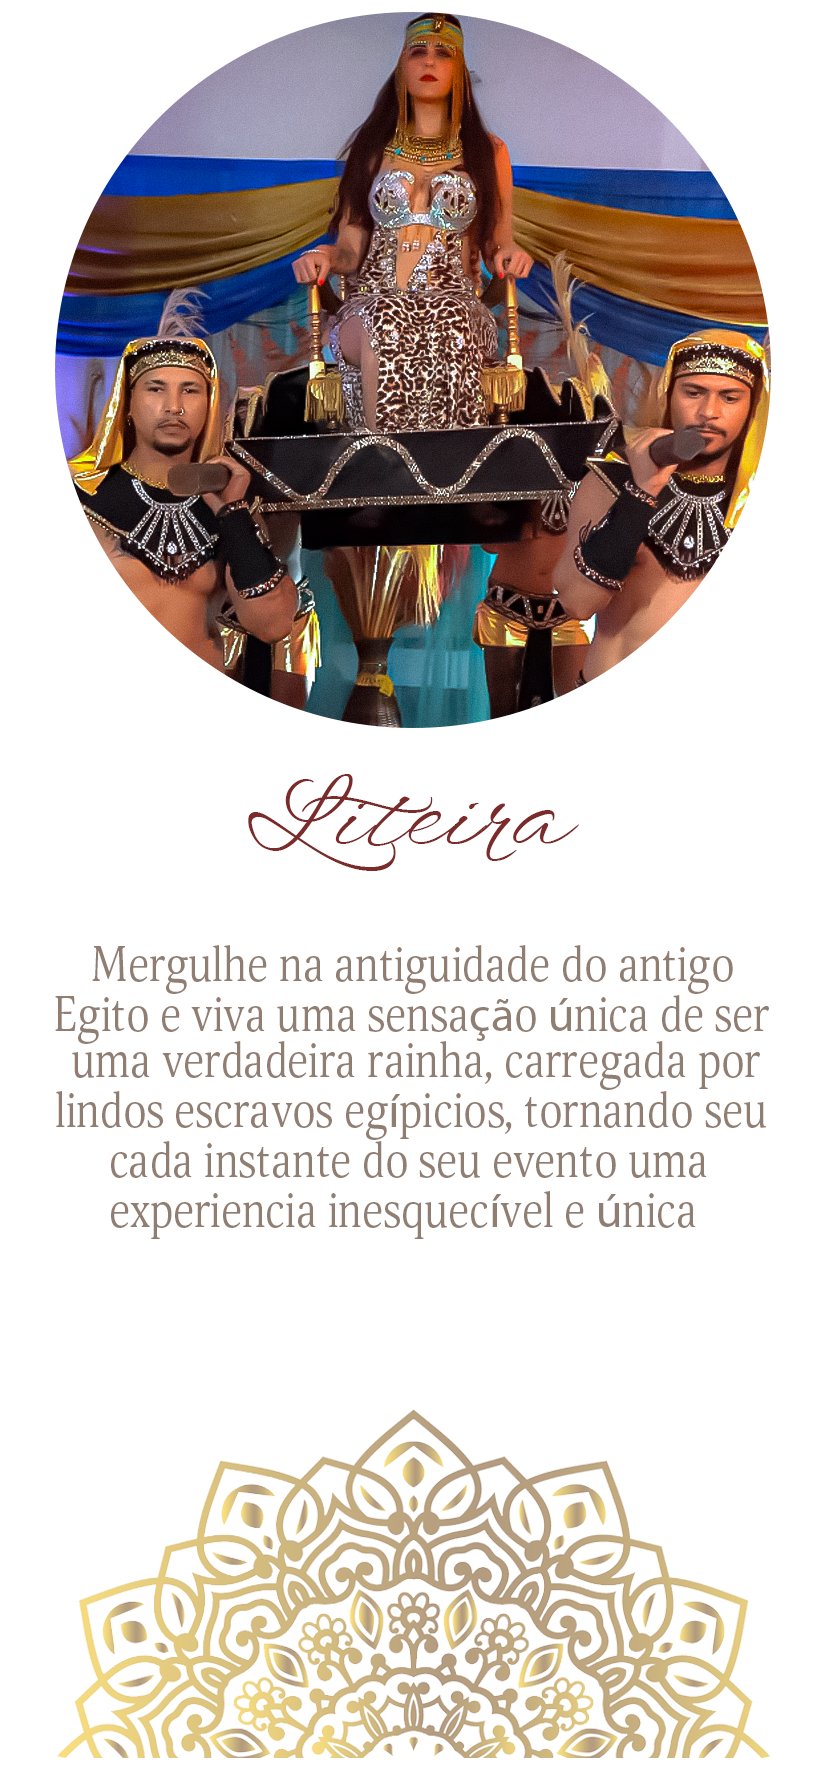 Liteira
Mergulhe na antiguidade do antigo
Egito e viva uma sensação única de ser
uma verdadeira rainha, carregada por
lindos escravos egípicios, tornando seu
cada instante do seu evento uma
experiencia inesquecível e única